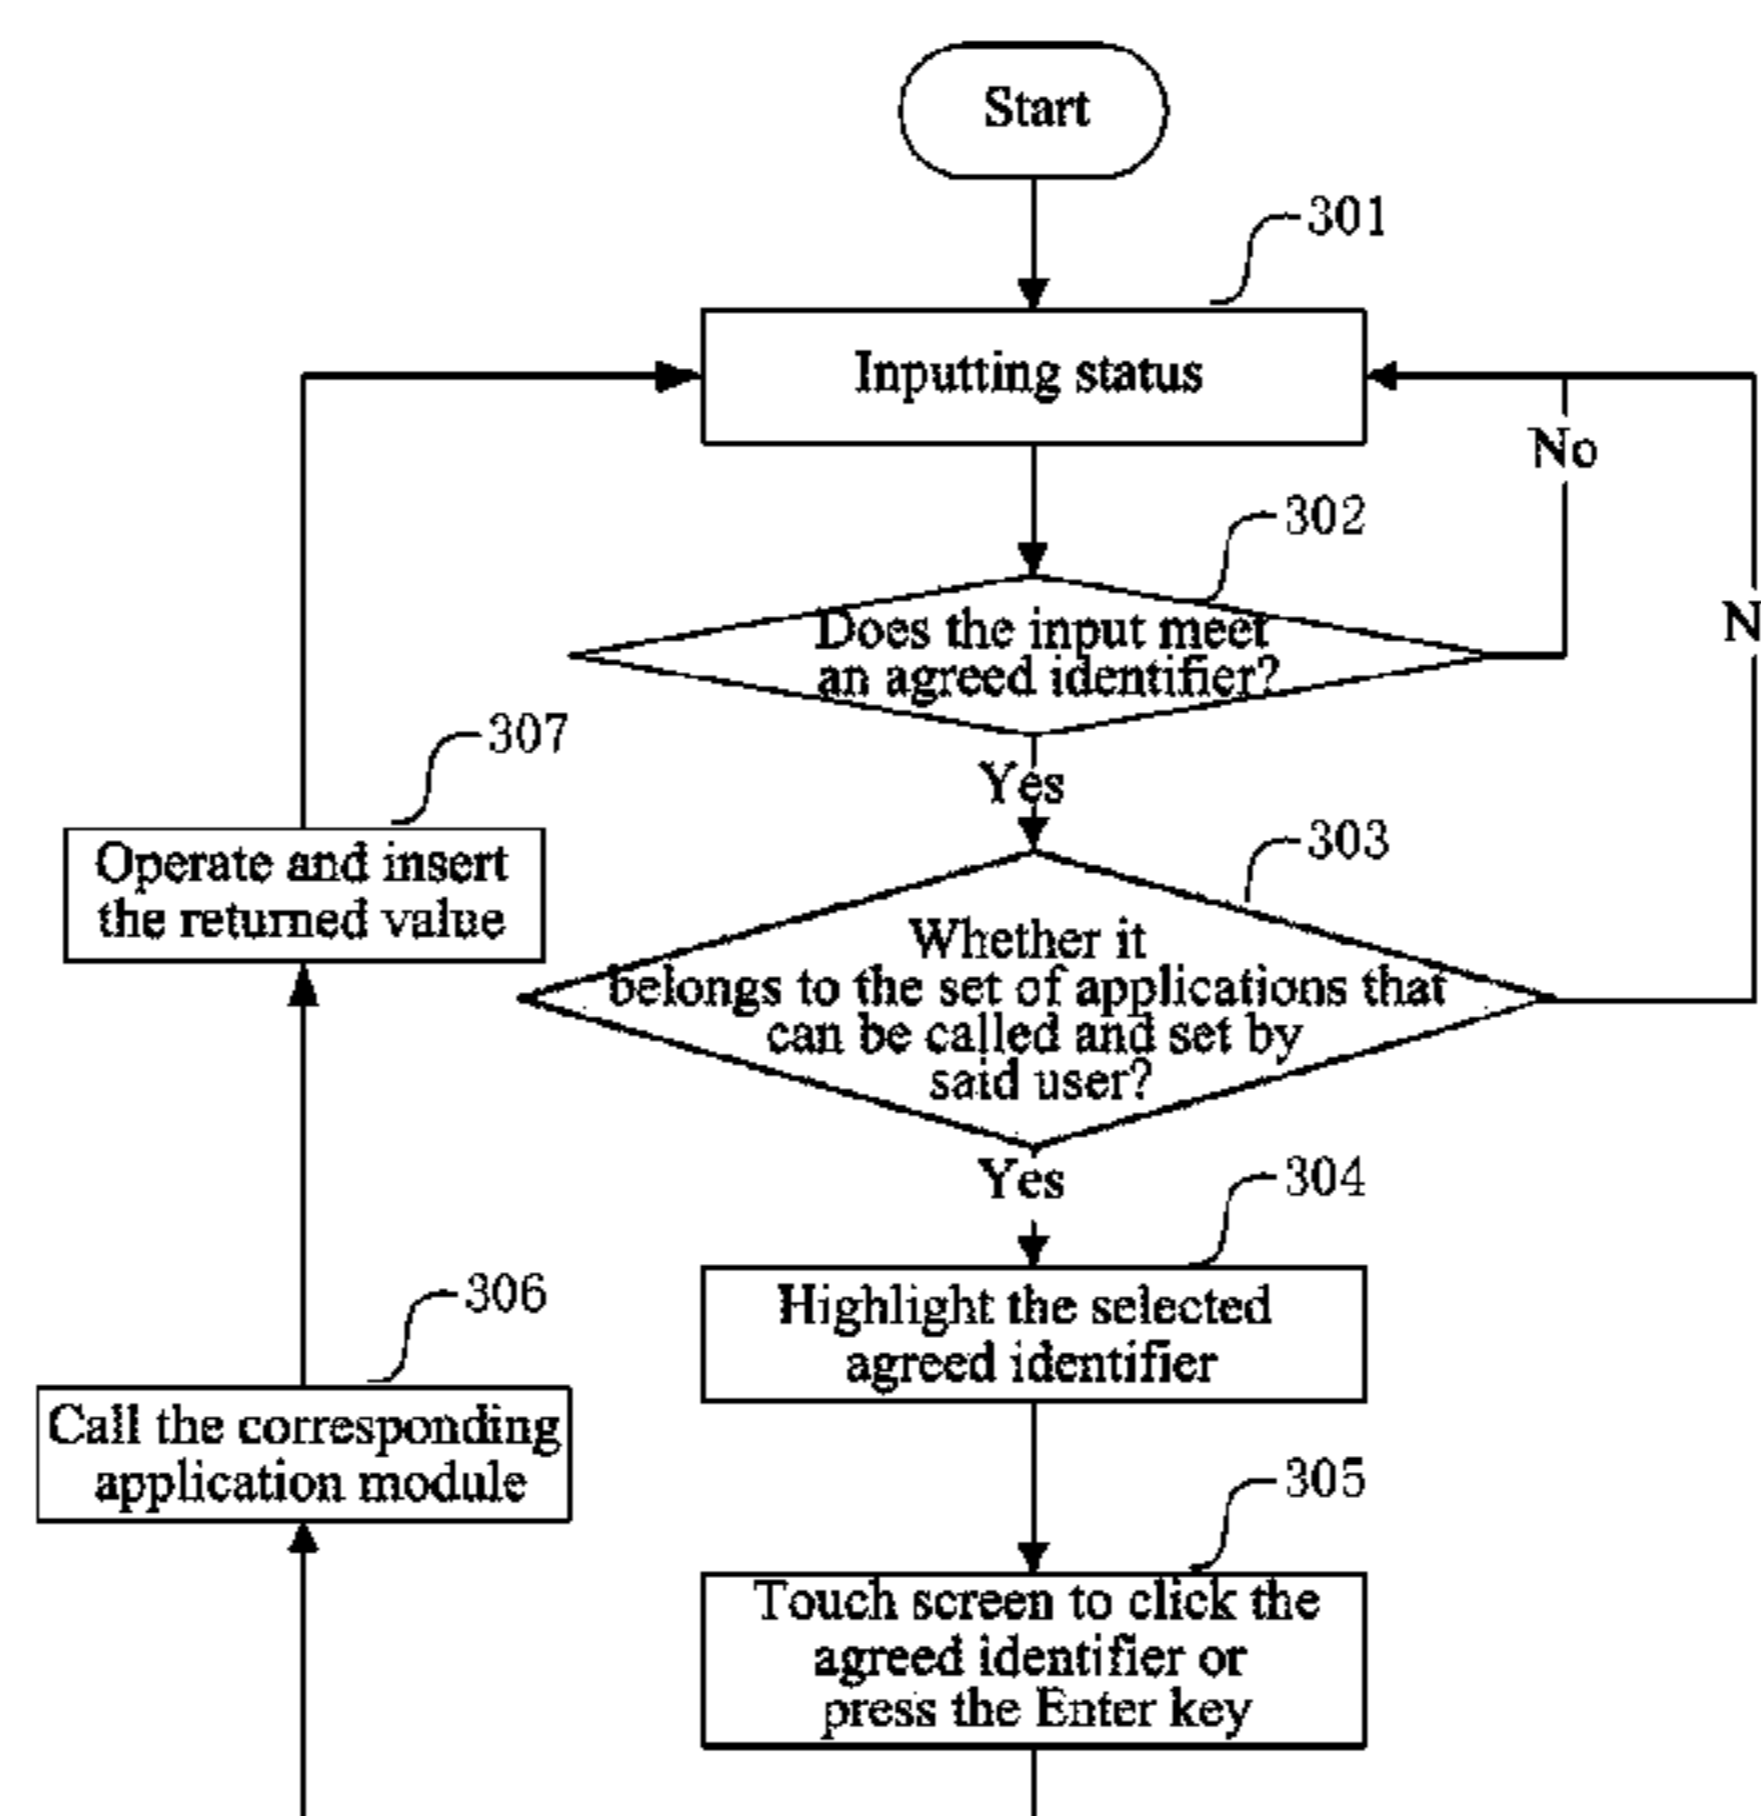 Start
301
Inputting status
No
302
Does the input meet
an agreed identifier?
N
307
Yes
303
Operate and insert
the returned value
Whether it
belongs to the set of applications that
can be called and set by
said user?
Yes
304
306
Highlight the selected
agreed identifier
Call the corresponding
application module
305
Touch screen to click the
agreed identifier or
press the Enter key